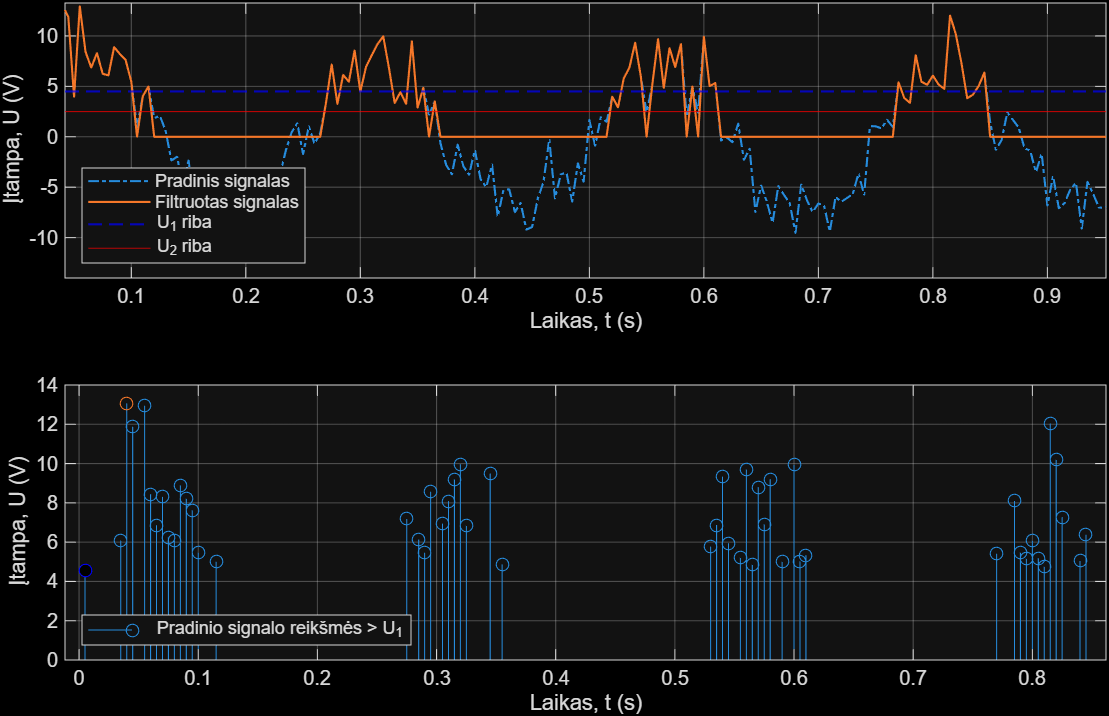 Įtampa, U (V)
10
5
0
-5
-10
Pradinis signalas
Filtruotas signalas
U1 riba
U2 riba
0.1 0.2 0.3 0.4 0.5 0.6 0.7 0.8 0.9
Laikas, t (s)
Įtampa, U (V)
14
12
10
8
6
4
2
0
Pradinio signalo reikšmės > U1
0 0.1 0.2 0.3 0.4 0.5 0.6 0.7 0.8
Laikas, t (s)